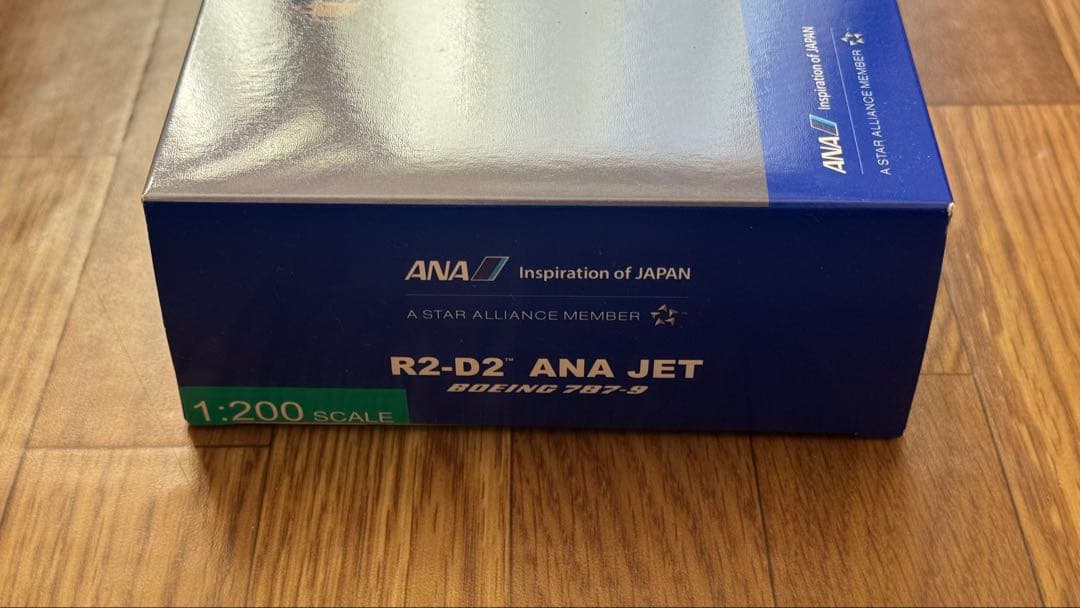 ANA Inspiration of JAPAN
A STAR ALLIANCE MEMBER
ANA Inspiration of JAPAN
A STAR ALLIANCE MEMBER ™
R2-D2™ ANA JET
BOEING 787-9
1:200 SCALE